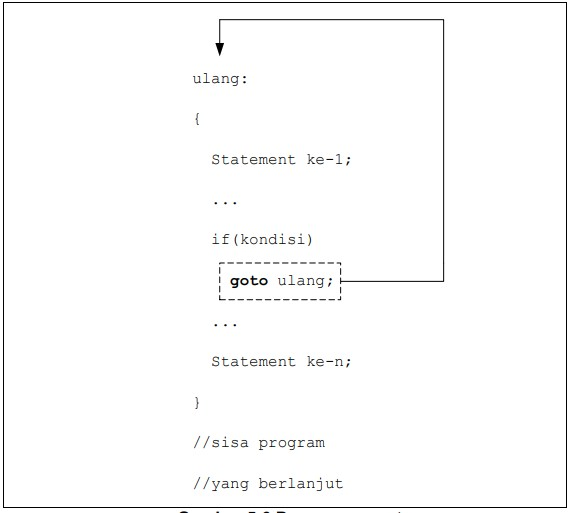 ulang:
{
Statement ke-1;
...
if(kondisi)
goto ulang;
...
Statement ke-n;
}
//sisa program
//yang berlanjut